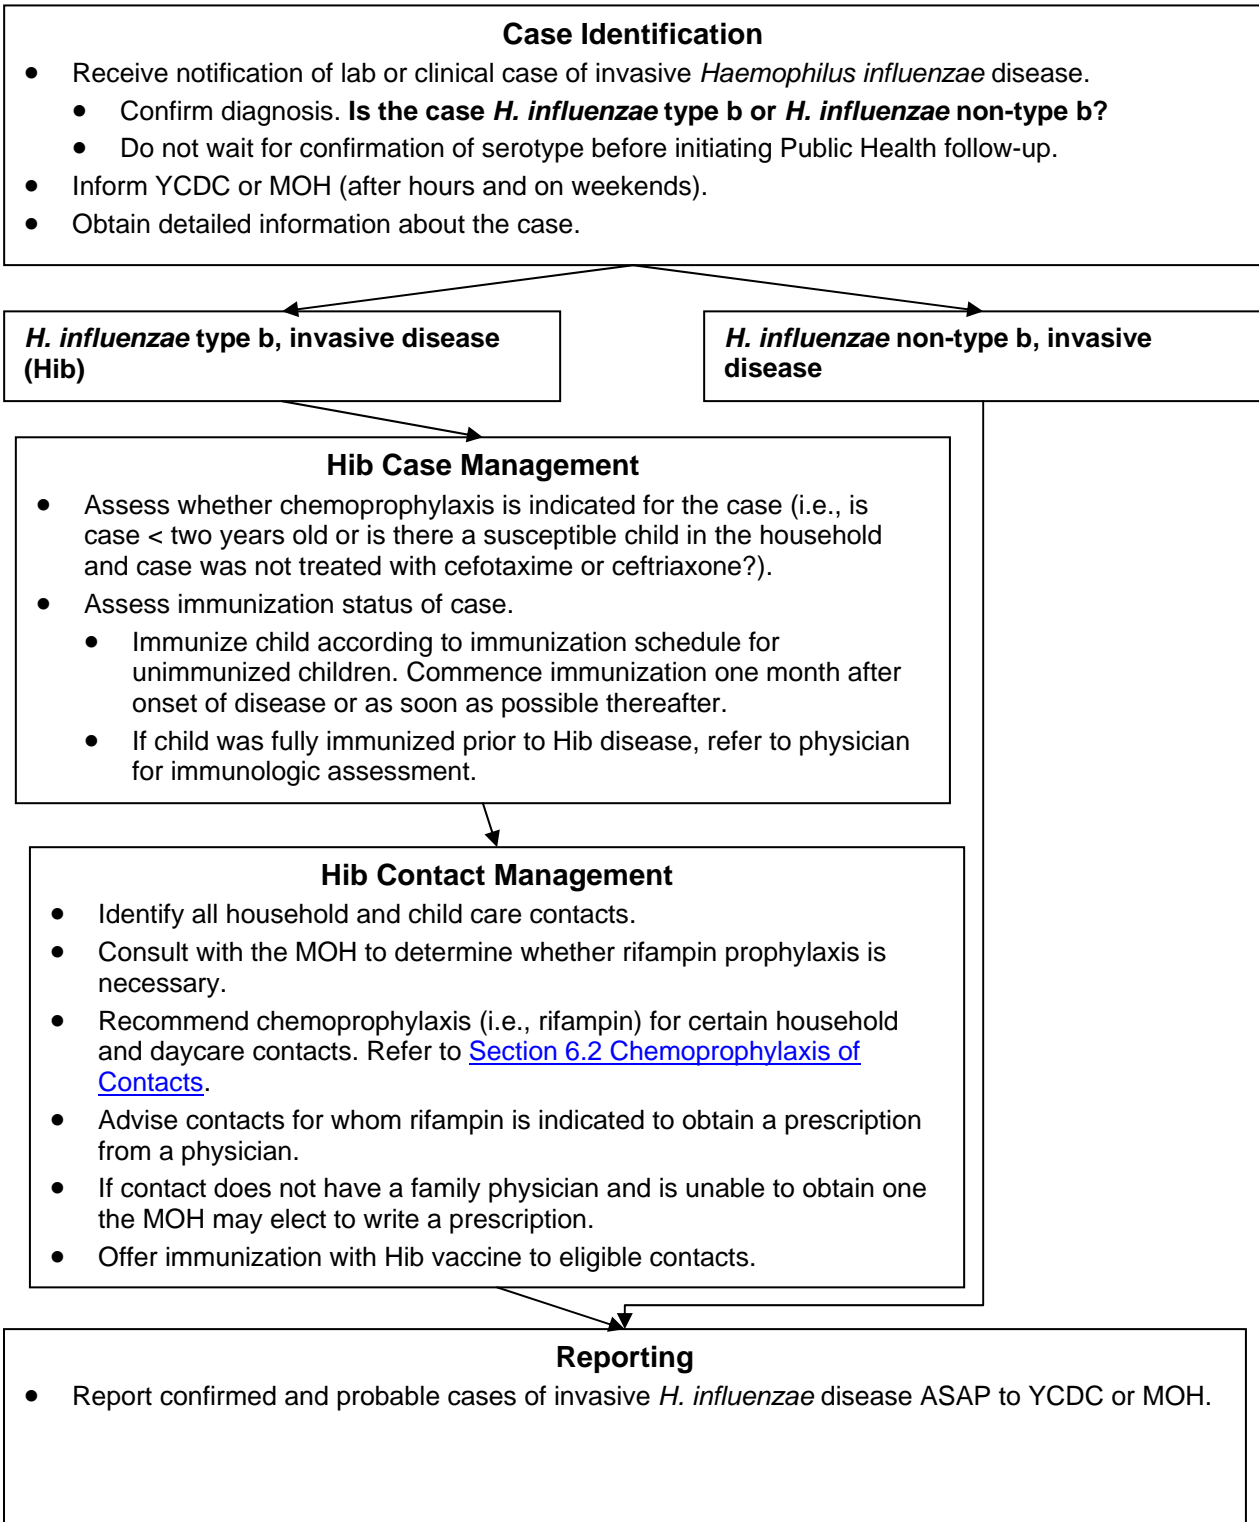 Case Identification
• Receive notification of lab or clinical case of invasive Haemophilus influenzae disease.
• Confirm diagnosis. Is the case H. influenzae type b or H. influenzae non-type b?
• Do not wait for confirmation of serotype before initiating Public Health follow-up.
• Inform YCDC or MOH (after hours and on weekends).
• Obtain detailed information about the case.
H. influenzae type b, invasive disease
(Hib)
H. influenzae non-type b, invasive
disease
Hib Case Management
• Assess whether chemoprophylaxis is indicated for the case (i.e., is
case < two years old or is there a susceptible child in the household
and case was not treated with cefotaxime or ceftriaxone?).
• Assess immunization status of case.
• Immunize child according to immunization schedule for
unimmunized children. Commence immunization one month after
onset of disease or as soon as possible thereafter.
• If child was fully immunized prior to Hib disease, refer to physician
for immunologic assessment.
Hib Contact Management
• Identify all household and child care contacts.
• Consult with the MOH to determine whether rifampin prophylaxis is
necessary.
• Recommend chemoprophylaxis (i.e., rifampin) for certain household
and daycare contacts. Refer to Section 6.2 Chemoprophylaxis of
Contacts.
• Advise contacts for whom rifampin is indicated to obtain a prescription
from a physician.
• If contact does not have a family physician and is unable to obtain one
the MOH may elect to write a prescription.
• Offer immunization with Hib vaccine to eligible contacts.
Reporting
• Report confirmed and probable cases of invasive H. influenzae disease ASAP to YCDC or MOH.